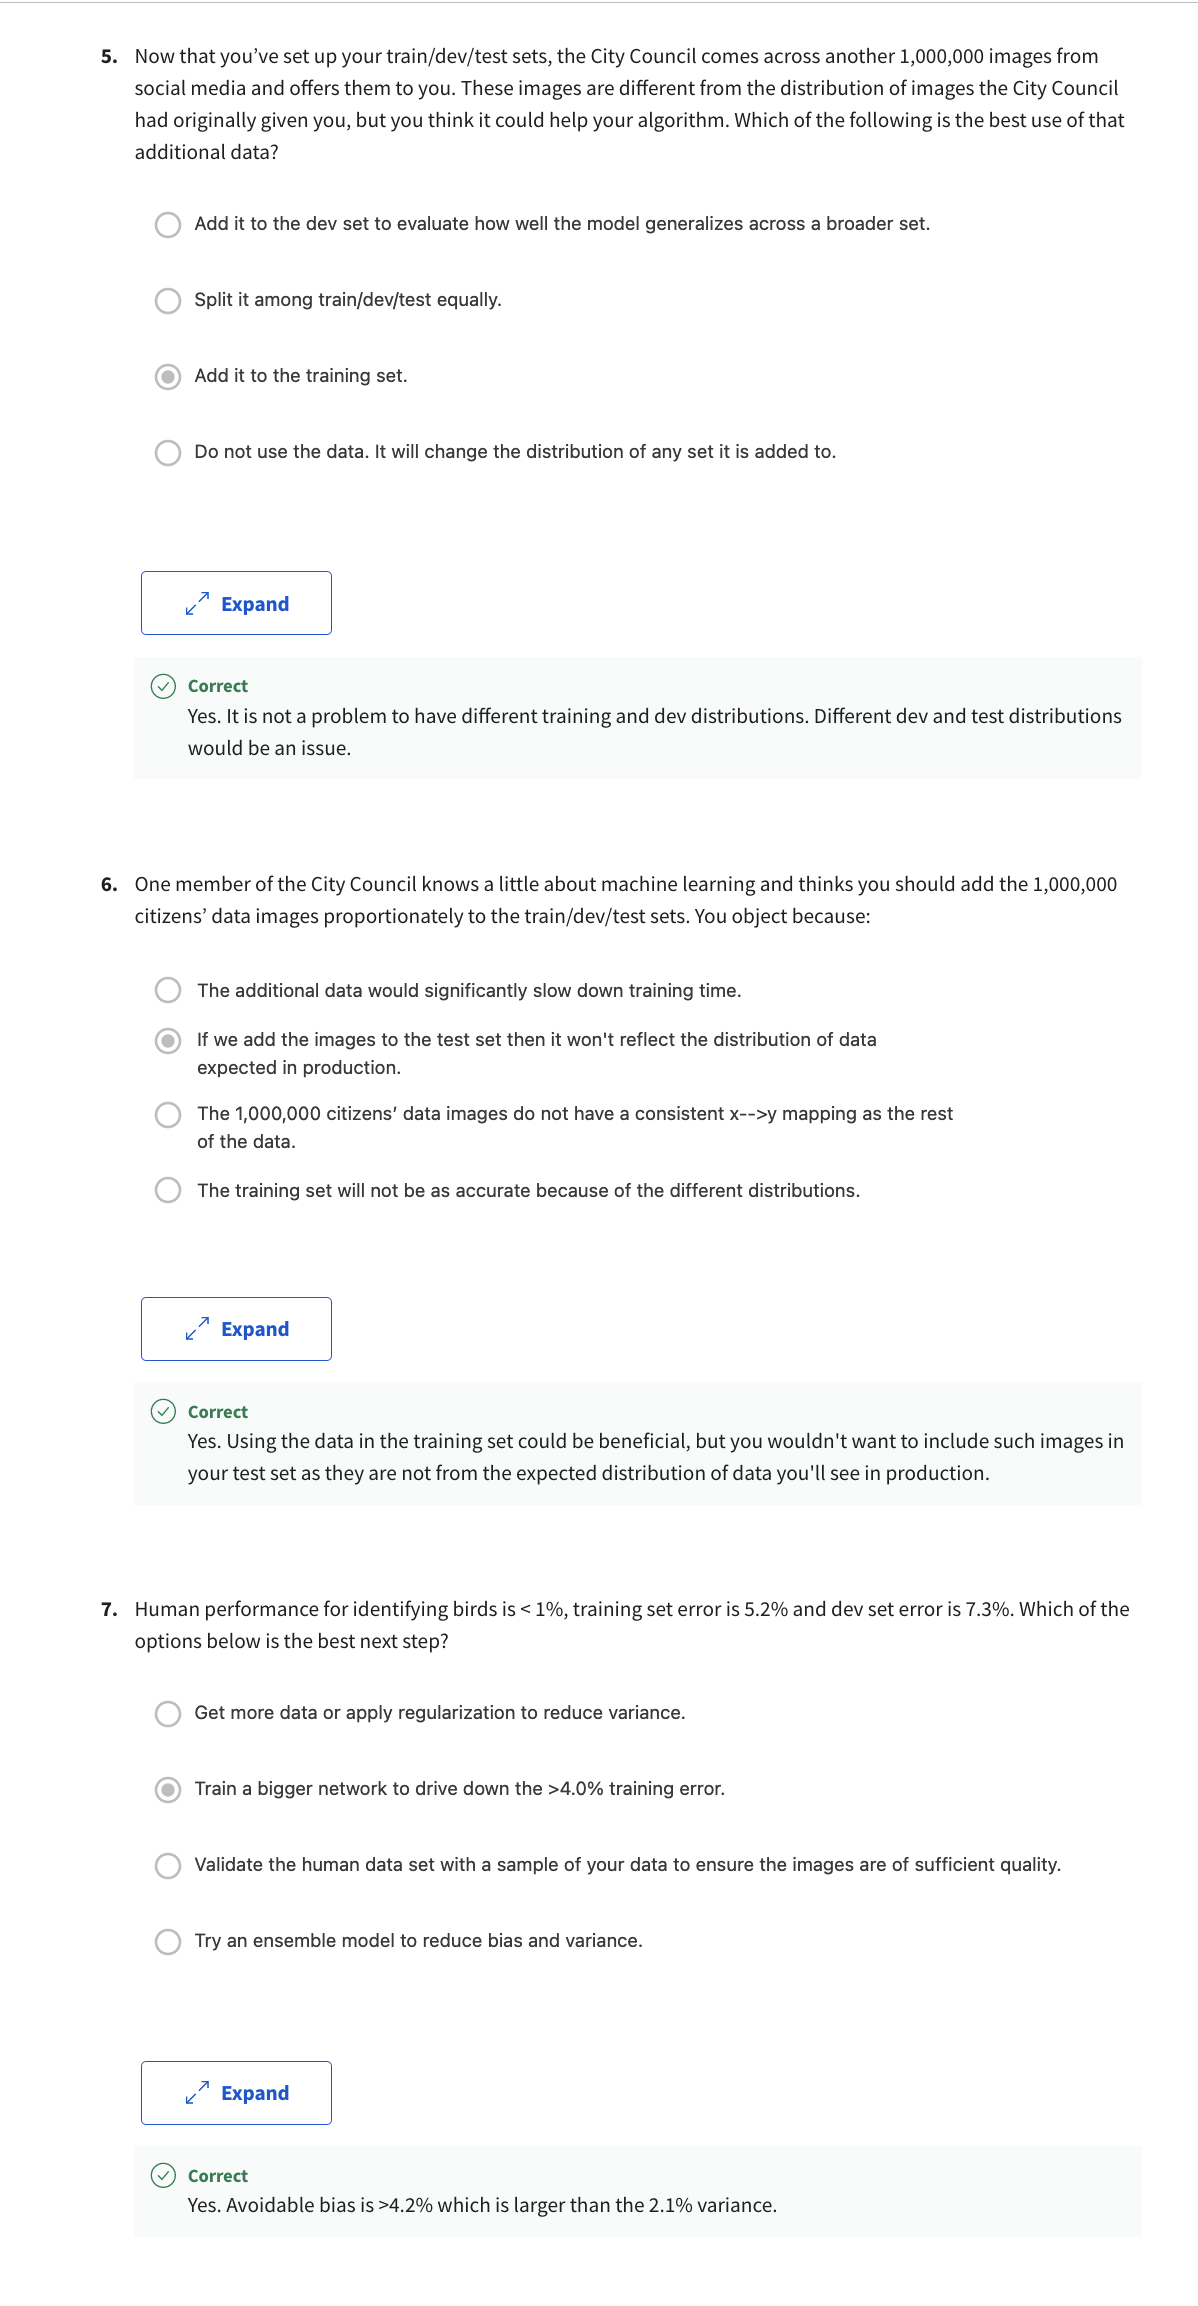 5. Now that you’ve set up your train/dev/test sets, the City Council comes across another 1,000,000 images from
social media and offers them to you. These images are different from the distribution of images the City Council
had originally given you, but you think it could help your algorithm. Which of the following is the best use of that
additional data?
Add it to the dev set to evaluate how well the model generalizes across a broader set.
Split it among train/dev/test equally.
Add it to the training set.
Do not use the data. It will change the distribution of any set it is added to.
Expand
Correct
Yes. It is not a problem to have different training and dev distributions. Different dev and test distributions
would be an issue.
6. One member of the City Council knows a little about machine learning and thinks you should add the 1,000,000
citizens’ data images proportionately to the train/dev/test sets. You object because:
The additional data would significantly slow down training time.
If we add the images to the test set then it won't reflect the distribution of data
expected in production.
The 1,000,000 citizens’ data images do not have a consistent x-->y mapping as the rest
of the data.
The training set will not be as accurate because of the different distributions.
Expand
Correct
Yes. Using the data in the training set could be beneficial, but you wouldn't want to include such images in
your test set as they are not from the expected distribution of data you'll see in production.
7. Human performance for identifying birds is < 1%, training set error is 5.2% and dev set error is 7.3%. Which of the
options below is the best next step?
Get more data or apply regularization to reduce variance.
Train a bigger network to drive down the >4.0% training error.
Validate the human data set with a sample of your data to ensure the images are of sufficient quality.
Try an ensemble model to reduce bias and variance.
Expand
Correct
Yes. Avoidable bias is >4.2% which is larger than the 2.1% variance.